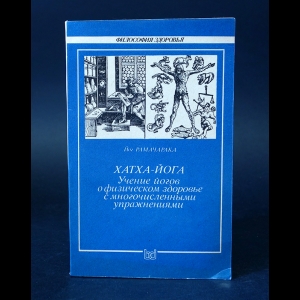 ФИЛОСОФИЯ ЗДОРОВЬЯ
Йог РАМАЧАРАКА
ХАТХА-ЙОГА
Учение йогов
о физическом здоровье
с многочисленными
упражнениями